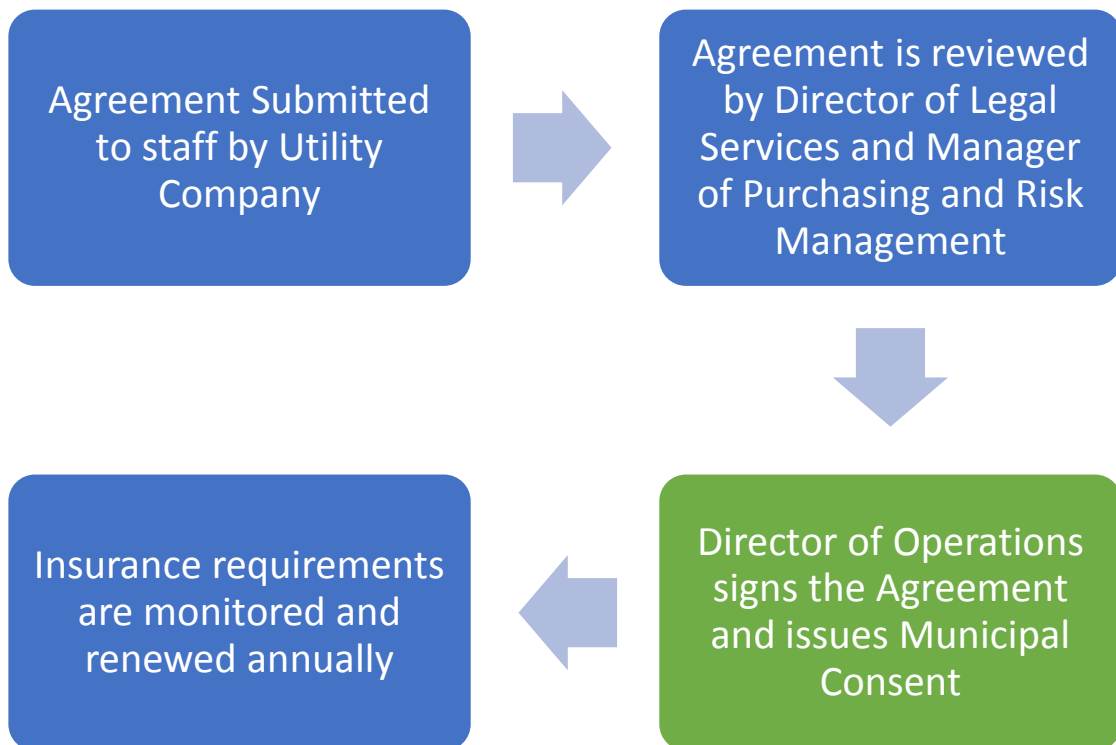 Agreement Submitted
to staff by Utility
Company
Agreement is reviewed
by Director of Legal
Services and Manager
of Purchasing and Risk
Management
Director of Operations
signs the Agreement
and issues Municipal
Consent
Insurance requirements
are monitored and
renewed annually